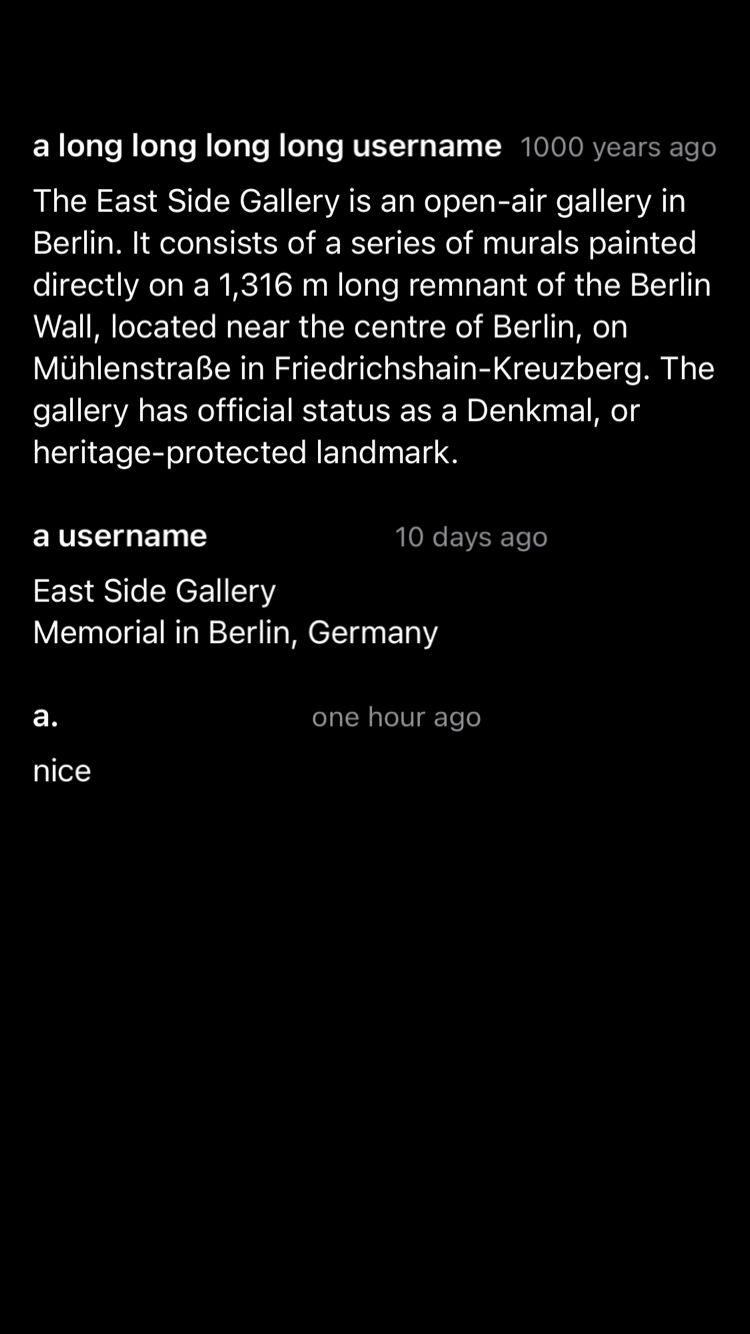 a long long long long username 1000 years ago
The East Side Gallery is an open-air gallery in
Berlin. It consists of a series of murals painted
directly on a 1,316 m long remnant of the Berlin
Wall, located near the centre of Berlin, on
Mühlenstraße in Friedrichshain-Kreuzberg. The
gallery has official status as a Denkmal, or
heritage-protected landmark.
a username 10 days ago
East Side Gallery
Memorial in Berlin, Germany
a. one hour ago
nice